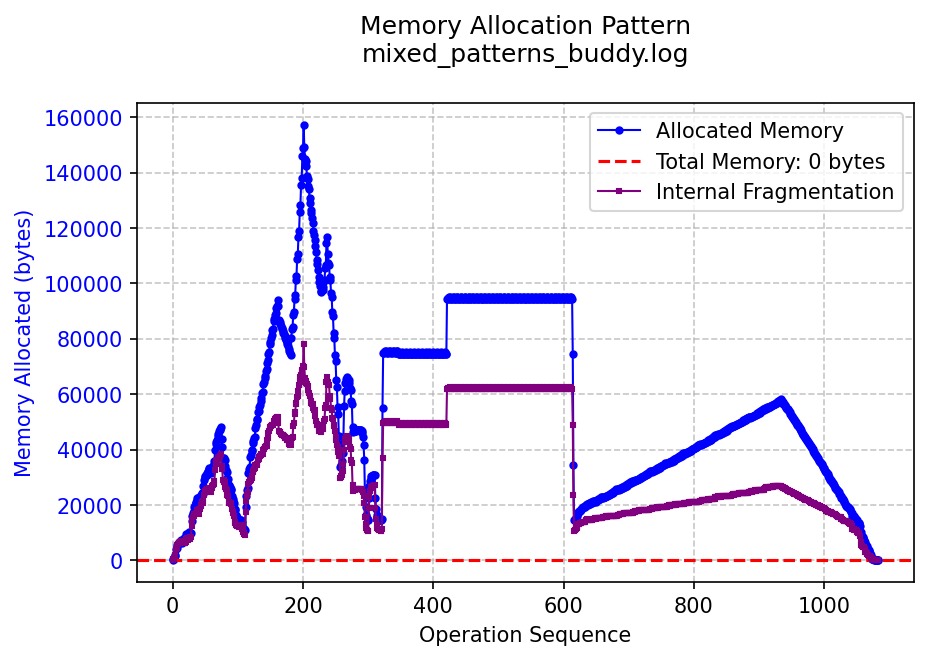 Memory Allocation Pattern
mixed_patterns_buddy.log
Allocated Memory
Total Memory: 0 bytes
Internal Fragmentation
Memory Allocated (bytes)
160000
140000
120000
100000
80000
60000
40000
20000
0
0 200 400 600 800 1000
Operation Sequence